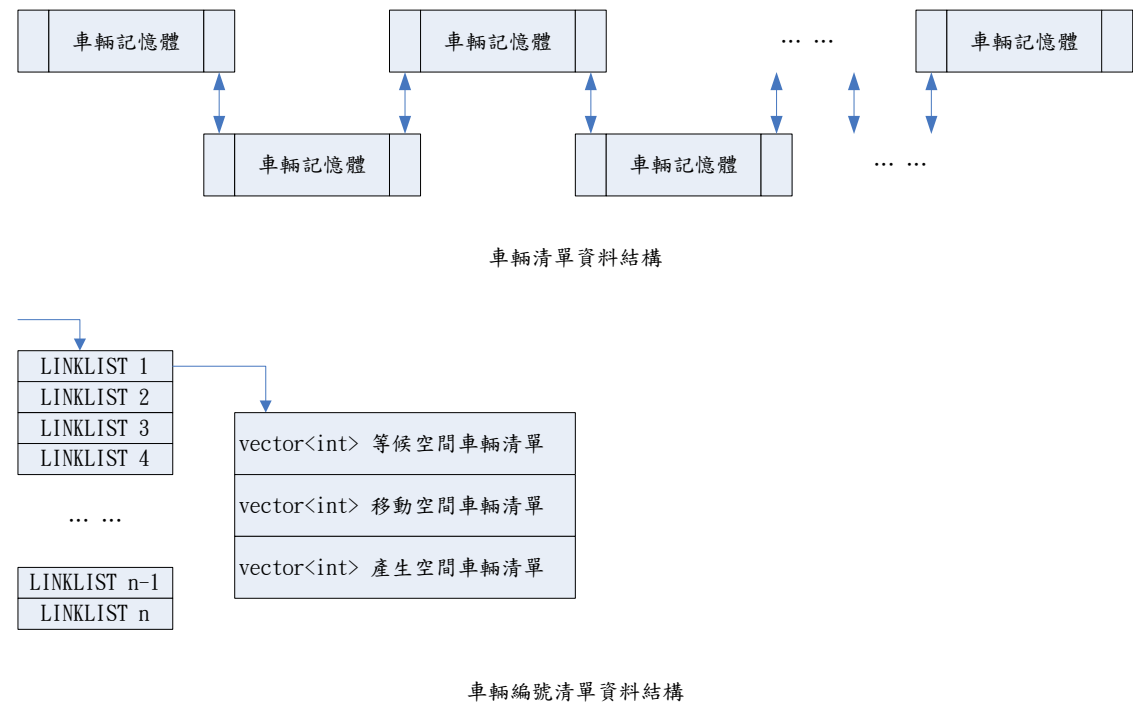 車輛記憶體
車輛記憶體
... ...
車輛記憶體
車輛記憶體
車輛記憶體
... ...
車輛清單資料結構
LINKLIST 1
LINKLIST 2
LINKLIST 3
LINKLIST 4
... ...
LINKLIST n-1
LINKLIST n
vector<int> 等候空間車輛清單
vector<int> 移動空間車輛清單
vector<int> 產生空間車輛清單
車輛編號清單資料結構